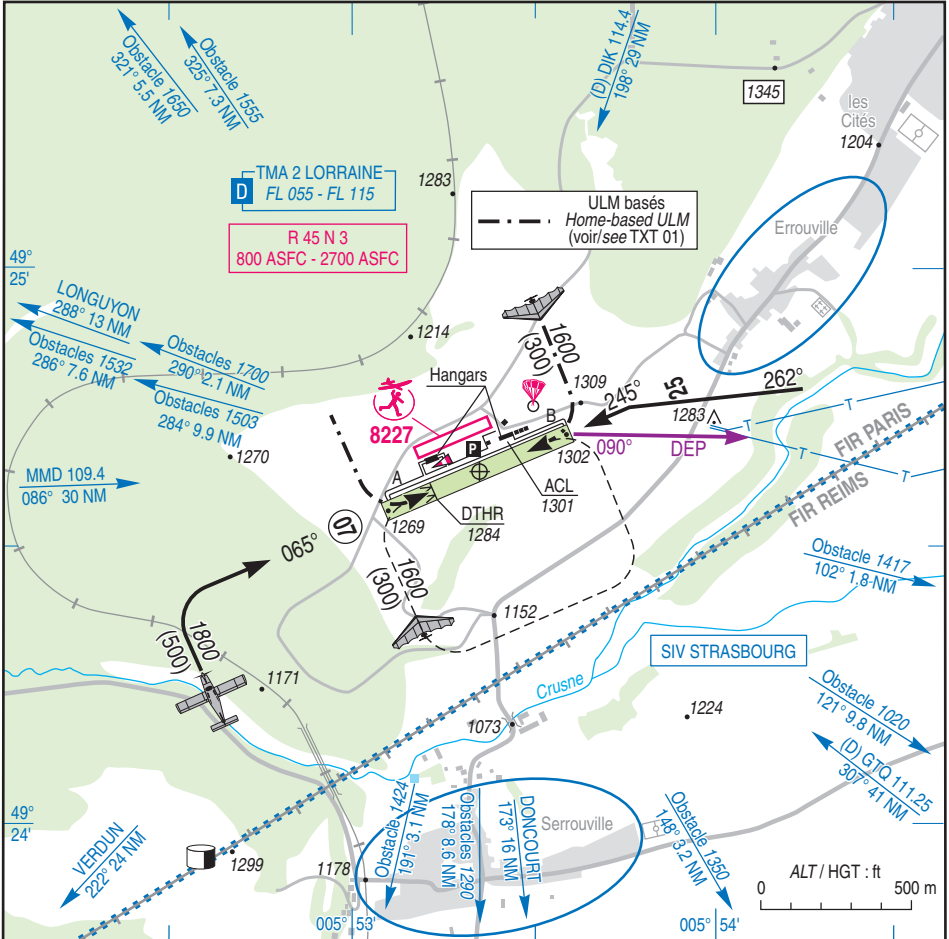 Obstacle 1650
321° 5.5 NM
Obstacle 1555
325° 7.3 NM
(D) DIK 114.4
198° 29 NM
1345
les
Cités
1204
TMA 2 LORRAINE
D
FL 055 - FL 115
1283
ULM basés
Home-based ULM
(voir/see TXT 01)
R 45 N 3
800 ASFC - 2700 ASFC
Errouville
49°
25'
LONGUYON
288° 13 NM
Obstacles 1532
286° 7.6 NM
Obstacles 1700
290° 2.1 NM
Obstacles 1503
284° 9.9 NM
1214
1600
(300)
Hangars
1309
245°
25
262°
1283
8227
P
B
1302
090°
DEP
T
T
T
T
FIR PARIS
FIR REIMS
1270
MMD 109.4
086° 30 NM
A
ACL
1301
DTHR
1284
1269
07
065°
1600
(300)
Obstacle 1417
102° 1.8 NM
1152
1800
(500)
SIV STRASBOURG
1171
Crusne
1224
1073
Obstacle 1020
121° 9.8 NM
(D) GTQ 111.25
307° 41 NM
49°
24'
VERDUN
222° 24 NM
1299
1178
Obstacle 1424
191° 3.1 NM
Obstacles 1290
178° 8.6 NM
DONCOURT
173° 16 NM
Serrouville
Obstacle 1350
148° 3.2 NM
ALT / HGT : ft
0
500 m
005° 53'
005° 54'